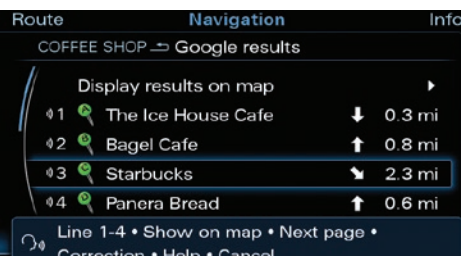 Route Navigation Info
COFFEE SHOP Google results
Display results on map
1 The Ice House Cafe 0.3 mi
2 Bagel Cafe 0.8 mi
3 Starbucks 2.3 mi
4 Panera Bread 0.6 mi
Line 1-4 • Show on map • Next page •
Correction • Help • Cancel